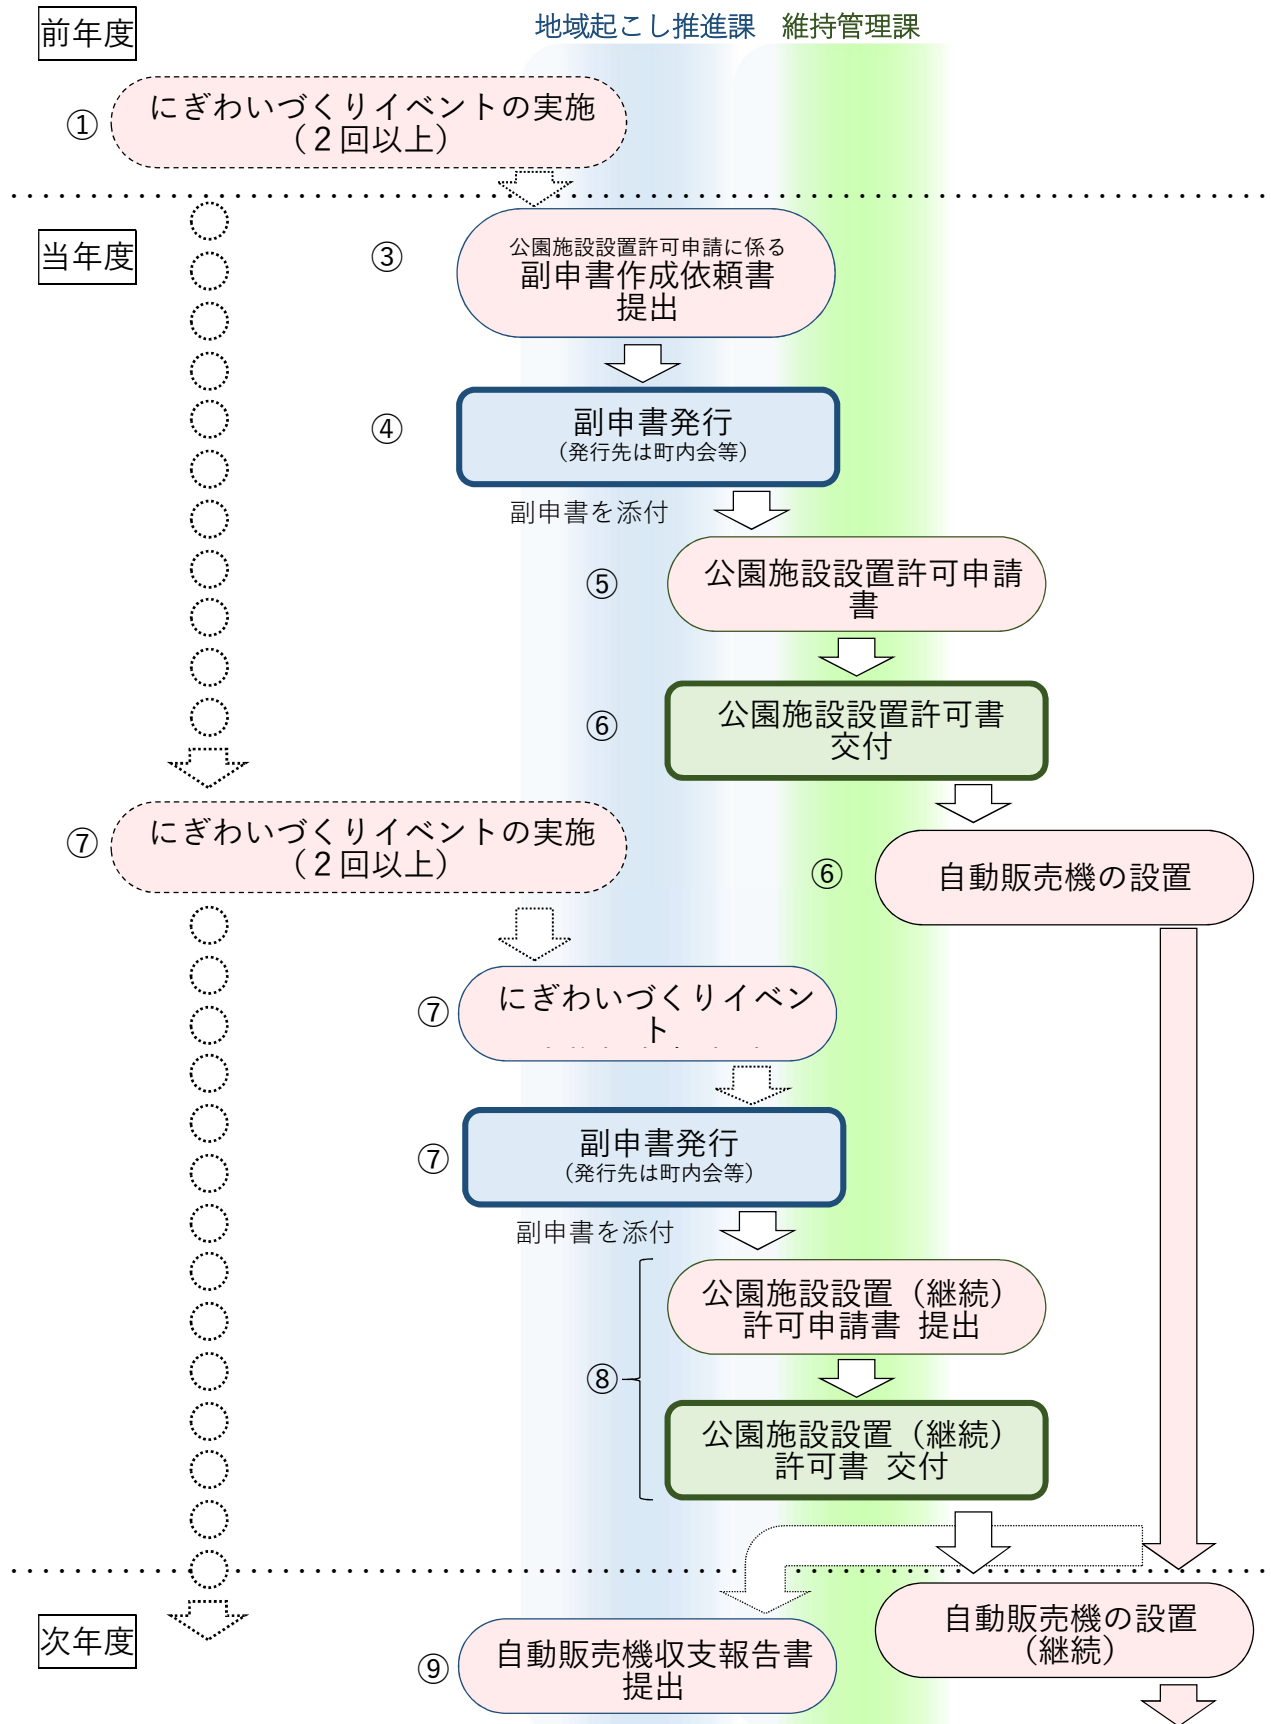 前年度
地域起こし推進課
維持管理課
①
にぎわいづくりイベントの実施
（２回以上）
当年度
③
公園施設設置許可申請に係る
副申書作成依頼書
提出
④
副申書発行
（発行先は町内会等）
副申書を添付
⑤
公園施設設置許可申請
書
⑥
公園施設設置許可書
交付
⑦
にぎわいづくりイベントの実施
（２回以上）
⑥
自動販売機の設置
⑦
にぎわいづくりイベン
ト
⑦
副申書発行
（発行先は町内会等）
副申書を添付
公園施設設置（継続）
許可申請書 提出
⑧
公園施設設置（継続）
許可書 交付
次年度
自動販売機の設置
（継続）
⑨
自動販売機収支報告書
提出